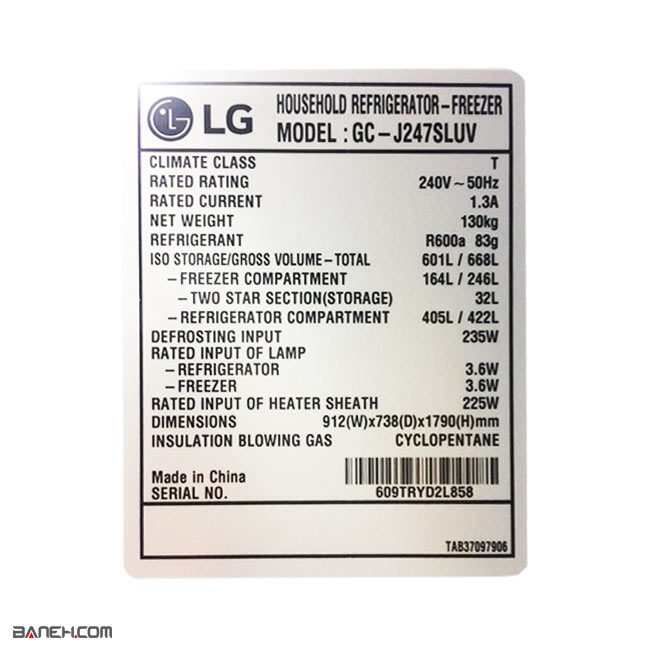 LG
HOUSEHOLD REFRIGERATOR-FREEZER
MODEL : GC-J247SLUV
CLIMATE CLASS T
RATED RATING 240V~50Hz
RATED CURRENT 1.3A
NET WEIGHT 130kg
REFRIGERANT R600a 83g
ISO STORAGE/GROSS VOLUME-TOTAL 601L / 668L
-FREEZER COMPARTMENT 164L / 246L
-TWO STAR SECTION(STORAGE) 32L
-REFRIGERATOR COMPARTMENT 405L / 422L
DEFROSTING INPUT 235W
RATED INPUT OF LAMP
-REFRIGERATOR 3.6W
-FREEZER 3.6W
RATED INPUT OF HEATER SHEATH 225W
DIMENSIONS 912(W)x738(D)x1790(H)mm
INSULATION BLOWING GAS CYCLOPENTANE
Made in China
SERIAL NO. 609TRYD2L858
TAB37097906
BANEH.COM